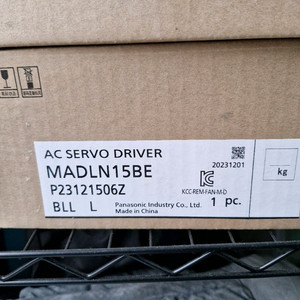 AC SERVO DRIVER
MADLN15BE
P23121506Z
BLL L
20231201
KCC-REM-FAN-M-D
Panasonic Industry Co., Ltd.
Made in China
1 pc.
kg